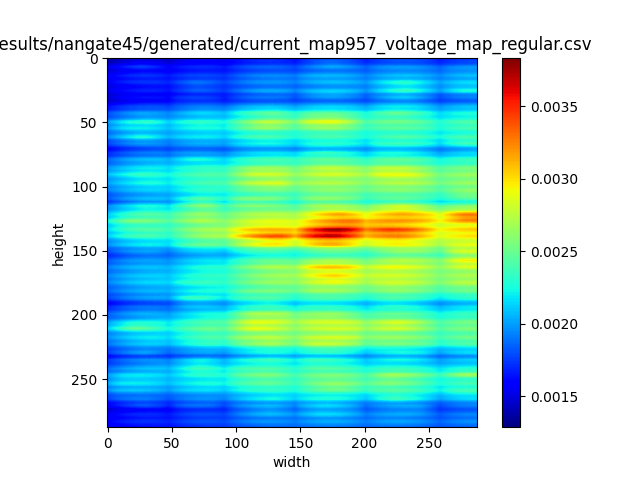 esults/nangate45/generated/current_map957_voltage_map_regular.csv
0
50
100
150
200
250
height
0 50 100 150 200 250
width
0.0035
0.0030
0.0025
0.0020
0.0015